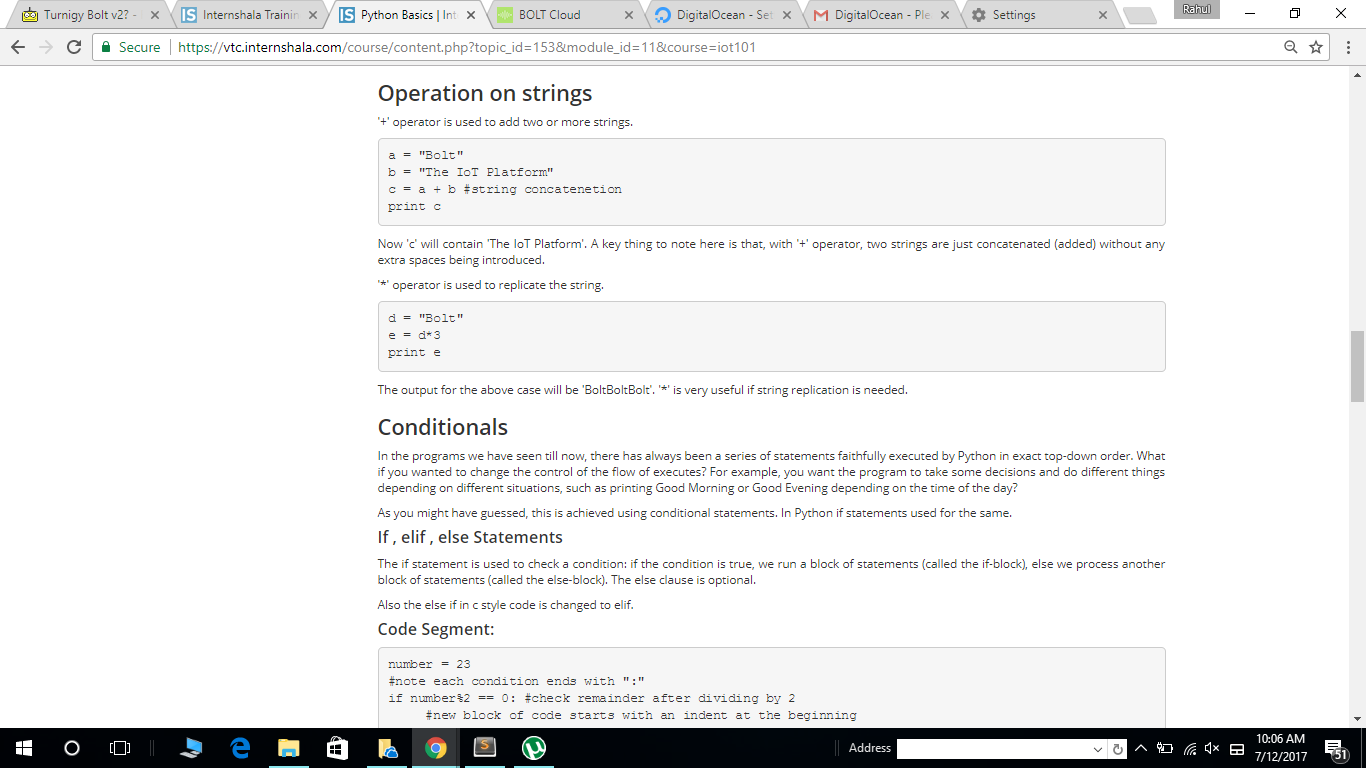 Turnigy Bolt v2? -
Internshala Trainin
Python Basics | Int
BOLT Cloud
DigitalOcean - Set
DigitalOcean - Ple
Settings
Rahul
Secure
https://vtc.internshala.com/course/content.php?topic_id=153&module_id=11&course=iot101
Operation on strings
'+' operator is used to add two or more strings.
a = "Bolt"
b = "The IoT Platform"
c = a + b #string concatenetion
print c
Now 'c' will contain 'The IoT Platform'. A key thing to note here is that, with '+' operator, two strings are just concatenated (added) without any
extra spaces being introduced.
'*' operator is used to replicate the string.
d = "Bolt"
e = d*3
print e
The output for the above case will be 'BoltBoltBolt'. '*' is very useful if string replication is needed.
Conditionals
In the programs we have seen till now, there has always been a series of statements faithfully executed by Python in exact top-down order. What
if you wanted to change the control of the flow of executes? For example, you want the program to take some decisions and do different things
depending on different situations, such as printing Good Morning or Good Evening depending on the time of the day?
As you might have guessed, this is achieved using conditional statements. In Python if statements used for the same.
If , elif , else Statements
The if statement is used to check a condition: if the condition is true, we run a block of statements (called the if-block), else we process another
block of statements (called the else-block). The else clause is optional.
Also the else if in c style code is changed to elif.
Code Segment:
number = 23
#note each condition ends with ":"
if number%2 == 0: #check remainder after dividing by 2
#new block of code starts with an indent at the beginning
Address
10:06 AM
7/12/2017
51